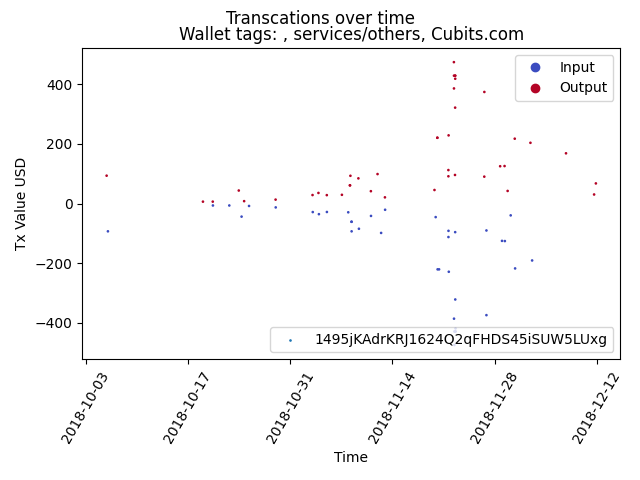 Transcations over time
Wallet tags: , services/others, Cubits.com
Input
Output
400
200
0
−200
−400
Tx Value USD
1495jKAdrKRJ1624Q2qFHDS45iSUW5LUxg
2018-10-03
2018-10-17
2018-10-31
2018-11-14
2018-11-28
2018-12-12
Time